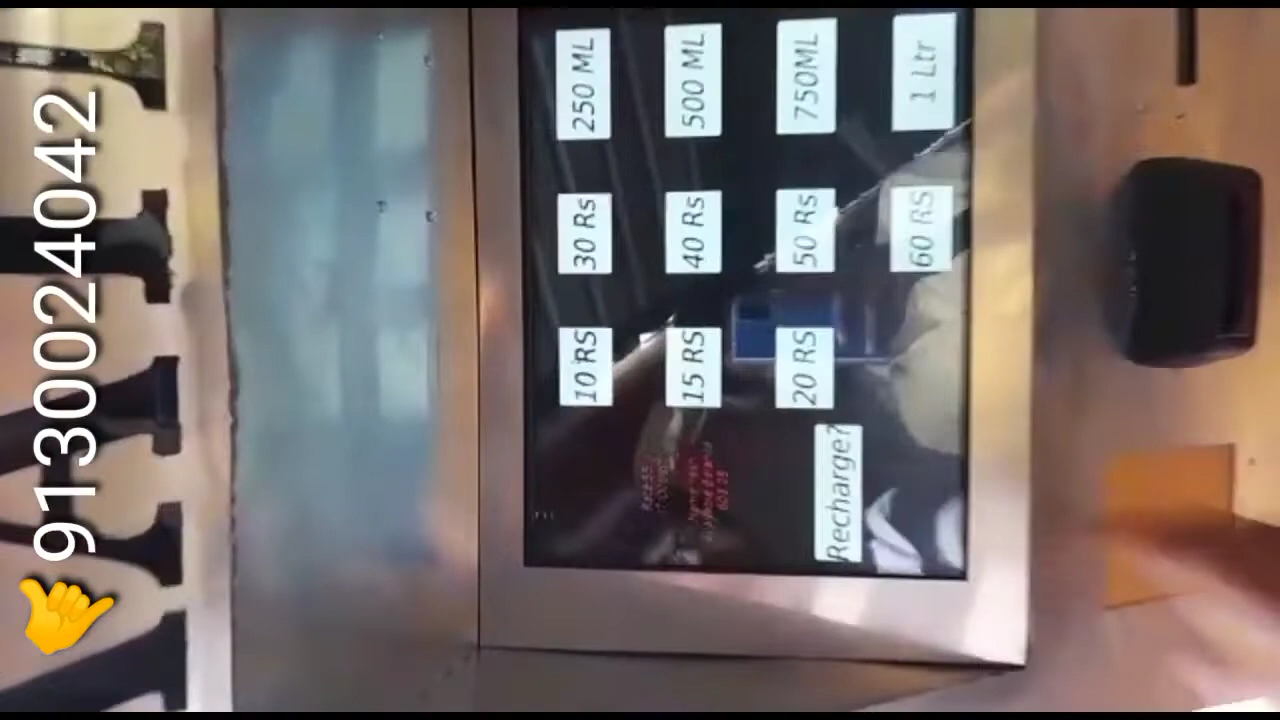 9130024042
250 ML
500 ML
750ML
1 Ltr
30 Rs
40 Rs
50 Rs
60 RS
10 RS
15 RS
20 RS
Recharge?